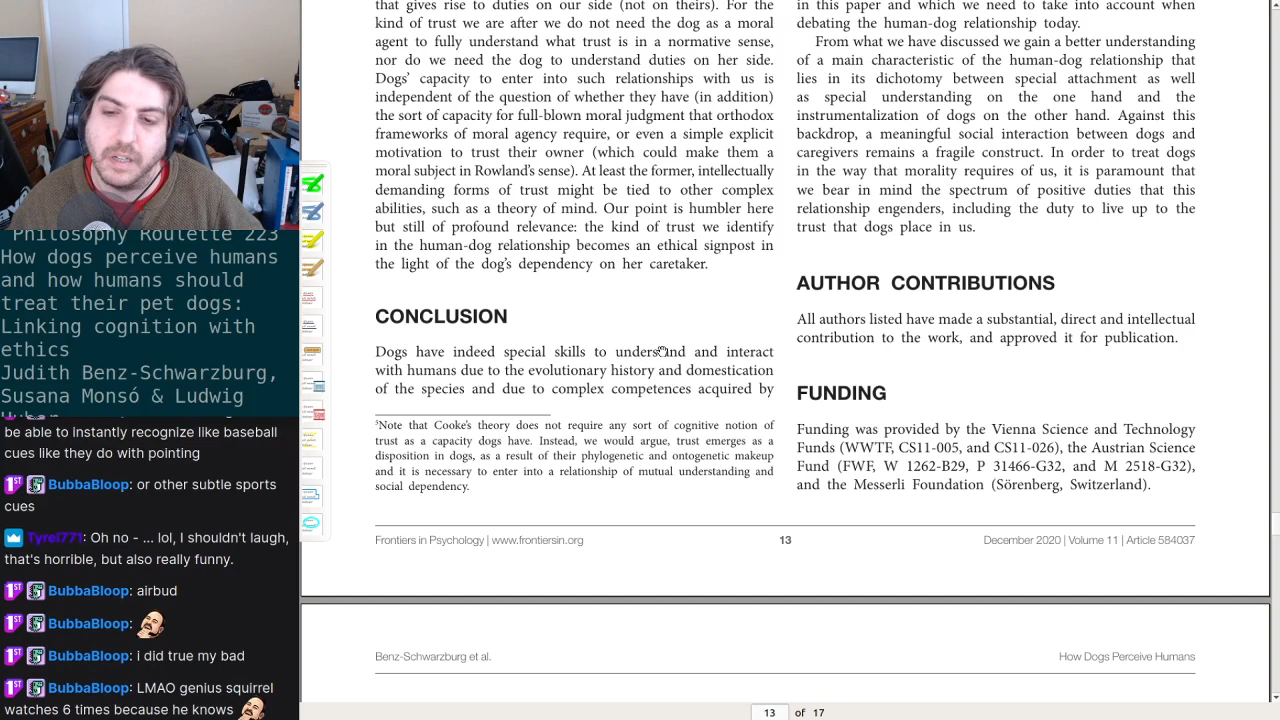 Philosophy Roulette 223
How dogs perceive humans
and how humans should
treat their pet dogs:
Linking cognition with
ethics
Judith Benz-Schwarzburg,
Susana Monsó & Ludwig
be able to instantly recognize like baseball
cues like they do with pointing
BubbaBloop: or other subtle sports
cues
Tyrel771: Oh no - ... lol, I shouldn't laugh,
that's horrible, but also really funny.
BubbaBloop: airbud
BubbaBloop:
BubbaBloop: i did true my bad
BubbaBloop: LMAO genius squirrel
watches 6 times because he knows
that gives rise to duties on our side (not on theirs). For the
kind of trust we are after we do not need the dog as a moral
agent to fully understand what trust is in a normative sense,
nor do we need the dog to understand duties on her side.
Dogs' capacity to enter into such relationships with us is
independent of the question of whether they have (in addition)
the sort of capacity for full-blown moral judgment that orthodox
frameworks of moral agency require, or even a simple explicit
motivation to trust their owner (which could make them a
moral subject in Rowland's sense). At least the more intellectually
demanding forms of trust might be tied to other complex
abilities, such as a theory of mind. Our point is humbler here
but still of profound relevance: the kind of trust we identify
in the human-dog relationship becomes an ethical signpost in
the light of the dog's dependency on her caretaker.
CONCLUSION
Dogs have indeed special skills to understand and interact
with humans due to the evolutionary history and domestication
of the species and due to complex competences acquired by
Note that Cook's theory does not require any sort of cognition of
trust as a capacity dogs have. Instead, we would see trust engrained as a
disposition in dogs, as a result of their phylogenetic and ontogenetic makeup
and it is necessary to enter into a relationship of mutual understanding and
social dependency.
in this paper and which we need to take into account when
debating the human-dog relationship today.
From what we have discussed we gain a better understanding
of a main characteristic of the human-dog relationship that
lies in its dichotomy between special attachment as well
as special understanding on the one hand and the
instrumentalization of dogs on the other hand. Against this
backdrop, a meaningful social interaction between dogs and
caregivers remains a fragile construct. In order to treat dogs
in the way that morality requires of us, it is paramount that
we bear in mind the spectrum of positive duties that this
relationship engenders, including the duty to live up to the
trust that dogs place in us.
AUTHOR CONTRIBUTIONS
All authors listed have made a substantial, direct and intellectual
contribution to the work, and approved it for publication.
FUNDING
Funding was provided by the Vienna Science and Technology
Fund (WWTF, CS11-005, and CS18-026), the Austrian Science
Fund (FWF, W 1262-B29, P 31466-G32, and M 2518-G32)
and the Messerli Foundation (Sörenberg, Switzerland).
Frontiers in Psychology | www.frontiersin.org
13
December 2020 | Volume 11 | Article 584037
Benz-Schwarzburg et al.
How Dogs Perceive Humans
13 of 17